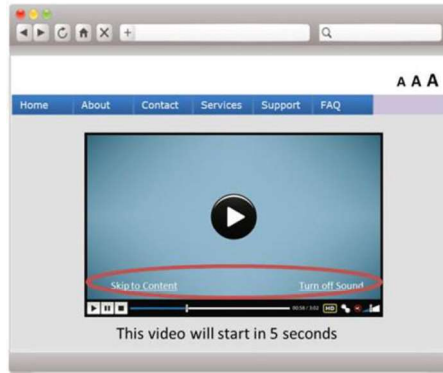 A A A
Home About Contact Services Support FAQ
Skip to Content Turn off Sound
HD
This video will start in 5 seconds